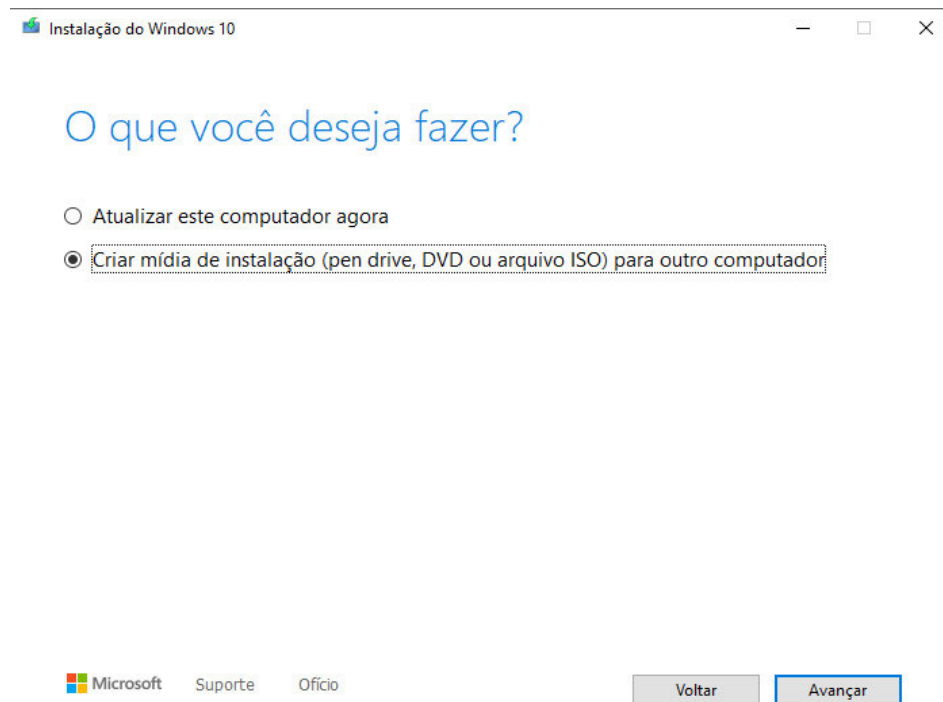 Instalação do Windows 10
O que você deseja fazer?
Atualizar este computador agora
Criar mídia de instalação (pen drive, DVD ou arquivo ISO) para outro computador
Microsoft Suporte Ofício Voltar Avançar